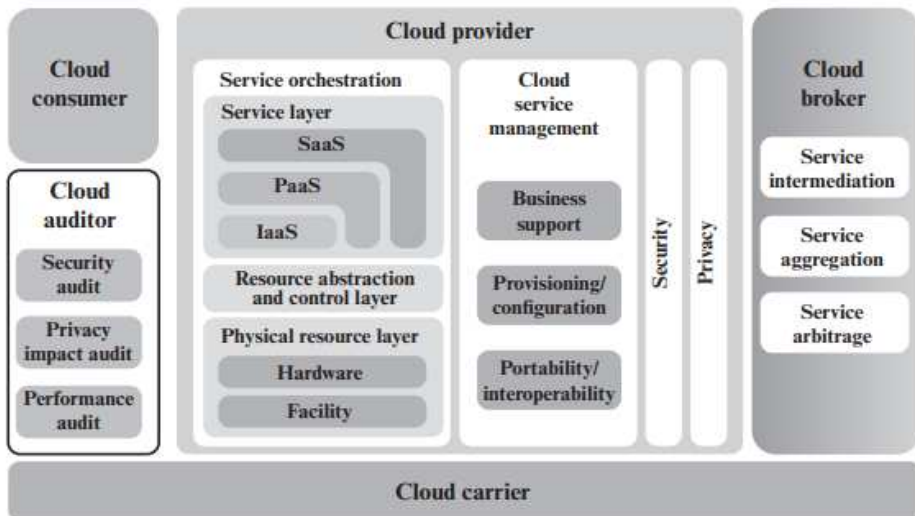 Cloud
consumer
Cloud
auditor
Security
audit
Privacy
impact audit
Performance
audit
Cloud provider
Service orchestration
Service layer
SaaS
PaaS
IaaS
Resource abstraction
and control layer
Physical resource layer
Hardware
Facility
Cloud
service
management
Business
support
Provisioning/
configuration
Portability/
interoperability
Security
Privacy
Cloud
broker
Service
intermediation
Service
aggregation
Service
arbitrage
Cloud carrier